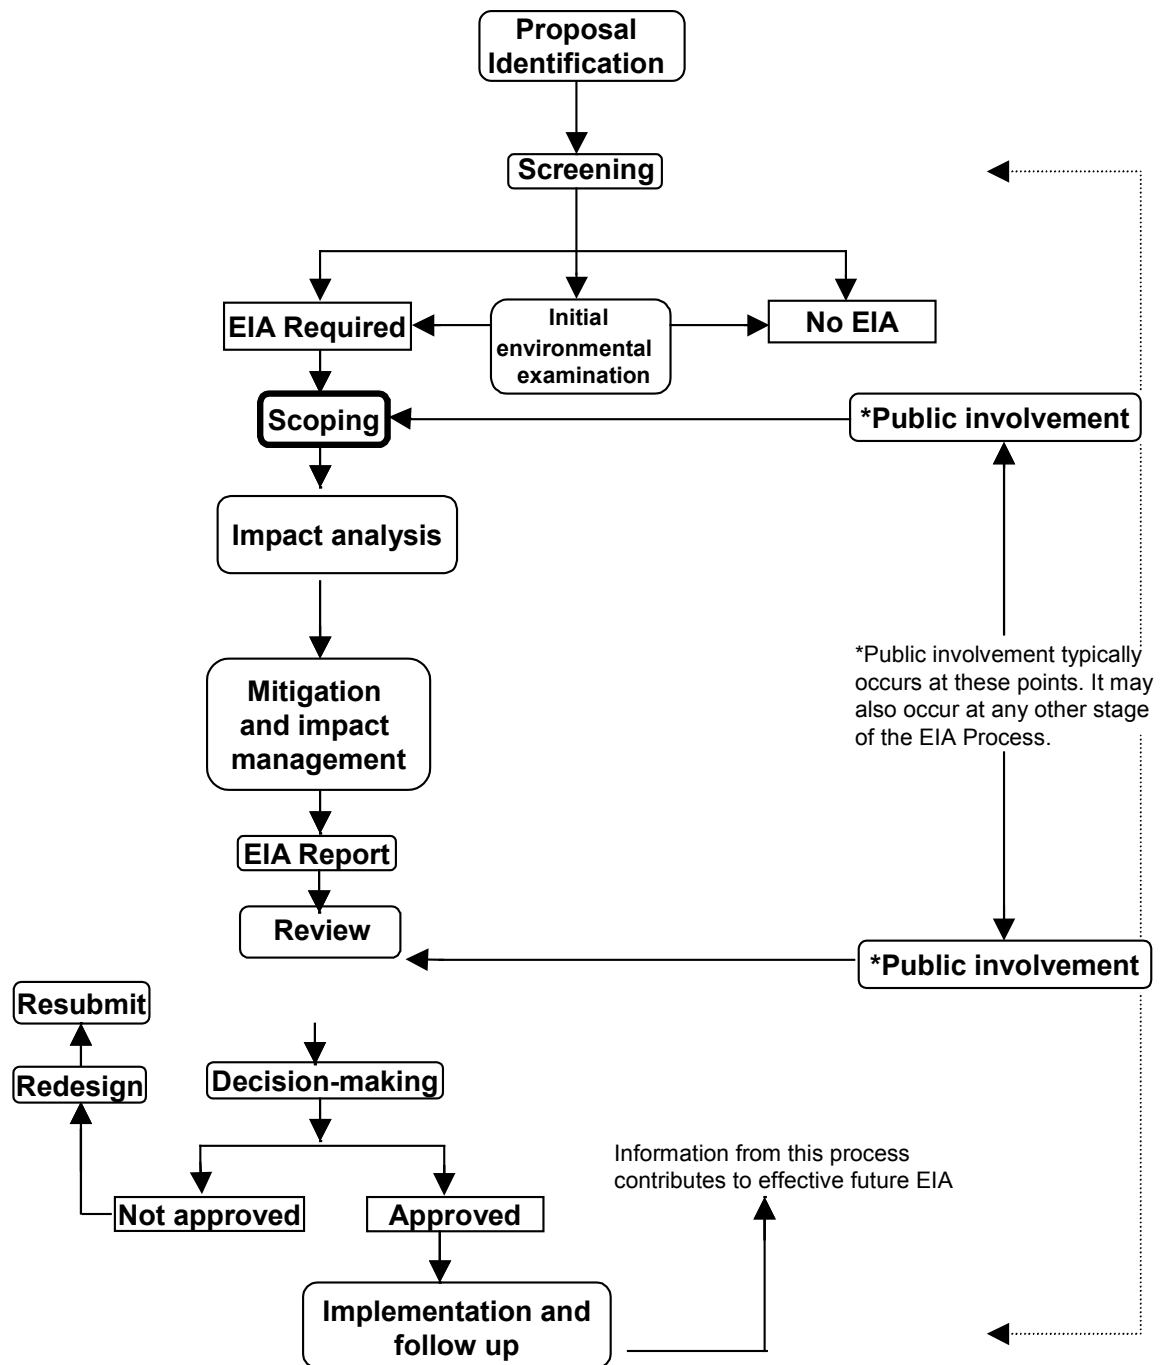 Proposal
Identification
Screening
EIA Required
Initial
environmental
examination
No EIA
Scoping
*Public involvement
Impact analysis
*Public involvement typically
occurs at these points. It may
also occur at any other stage
of the EIA Process.
Mitigation
and impact
management
EIA Report
Review
*Public involvement
Resubmit
Redesign
Decision-making
Information from this process
contributes to effective future EIA
Not approved
Approved
Implementation and
follow up